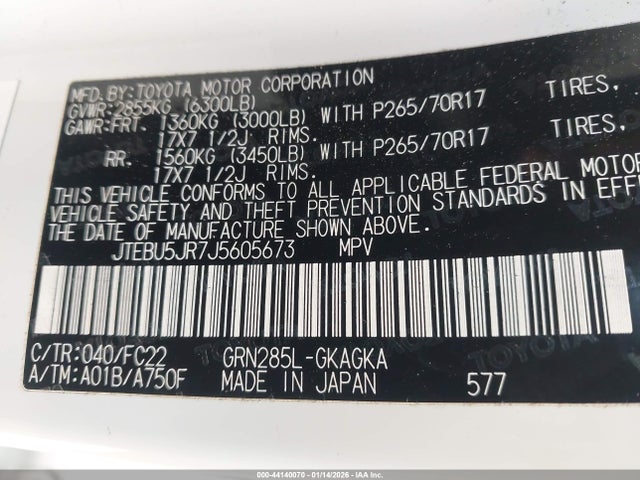 MFD.BY:TOYOTA MOTOR CORPORATION
GVWR:2855KG (6300LB)
GAWR:FRT. 1360KG (3000LB) WITH P265/70R17 TIRES,
17X7 1/2J RIMS.
RR. 1560KG (3450LB) WITH P265/70R17 TIRES,
17X7 1/2J RIMS.
THIS VEHICLE CONFORMS TO ALL APPLICABLE FEDERAL MOTOR
VEHICLE SAFETY AND THEFT PREVENTION STANDARDS IN EFFE
THE DATE OF MANUFACTURE SHOWN ABOVE.
JTEBU5JR7J5605673 MPV
C/TR:040/FC22 GRN285L-GKAGKA
A/TM:A01B/A750F MADE IN JAPAN 577
000-44140070 - 01/14/2026 - IAAI Inc.